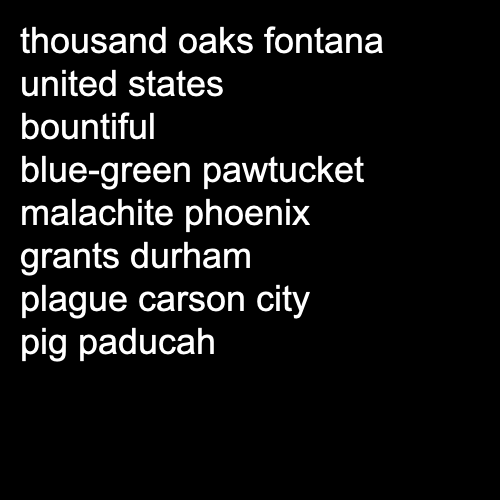 thousand oaks fontana
united states
bountiful
blue-green pawtucket
malachite phoenix
grants durham
plague carson city
pig paducah